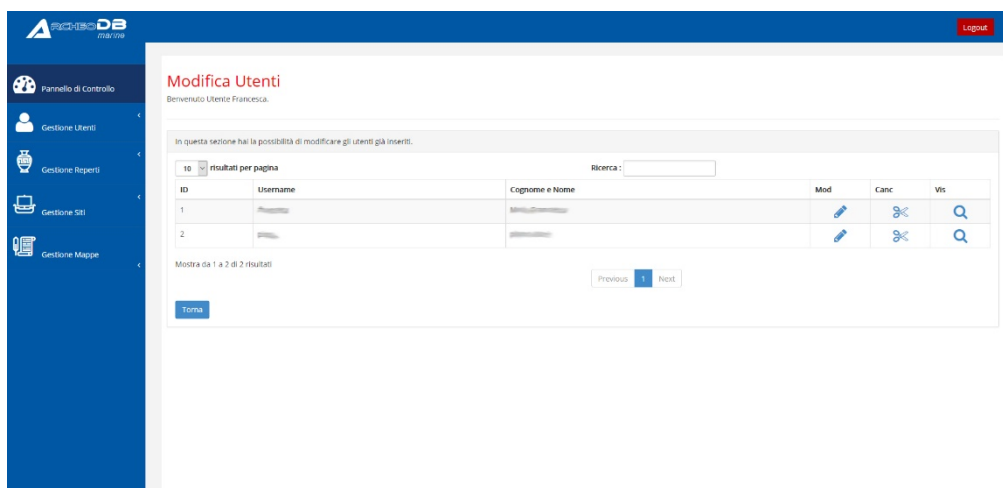 ARCHEODB
marine
Logout
Pannello di Controllo
Gestione Utenti
Gestione Reperti
Gestione Siti
Gestione Mappe
Modifica Utenti
Benvenuto Utente Francesca.
In questa sezione hai la possibilità di modificare gli utenti già inseriti.
10 risultati per pagina Ricerca :
ID Username Cognome e Nome Mod Canc Vis
1
2
Mostra da 1 a 2 di 2 risultati
Previous 1 Next
Torna